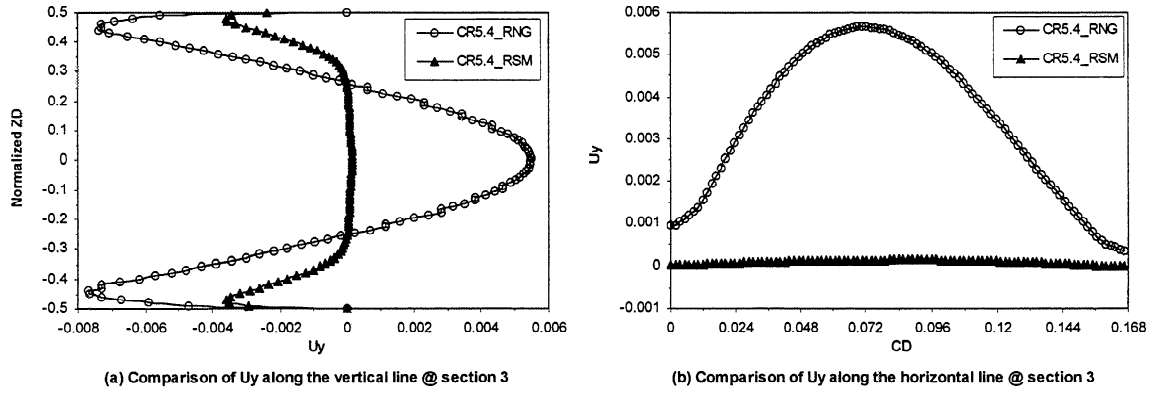 0.5
0.4
0.3
0.2
0.1
0
-0.1
-0.2
-0.3
-0.4
-0.5
Normalized ZD
-0.008 -0.006 -0.004 -0.002 0 0.002 0.004 0.006
Uy
CR5.4_RNG
CR5.4_RSM
(a) Comparison of Uy along the vertical line @ section 3
0.006
0.005
0.004
0.003
0.002
0.001
0
-0.001
Uy
0 0.024 0.048 0.072 0.096 0.12 0.144 0.168
CD
CR5.4_RNG
CR5.4_RSM
(b) Comparison of Uy along the horizontal line @ section 3